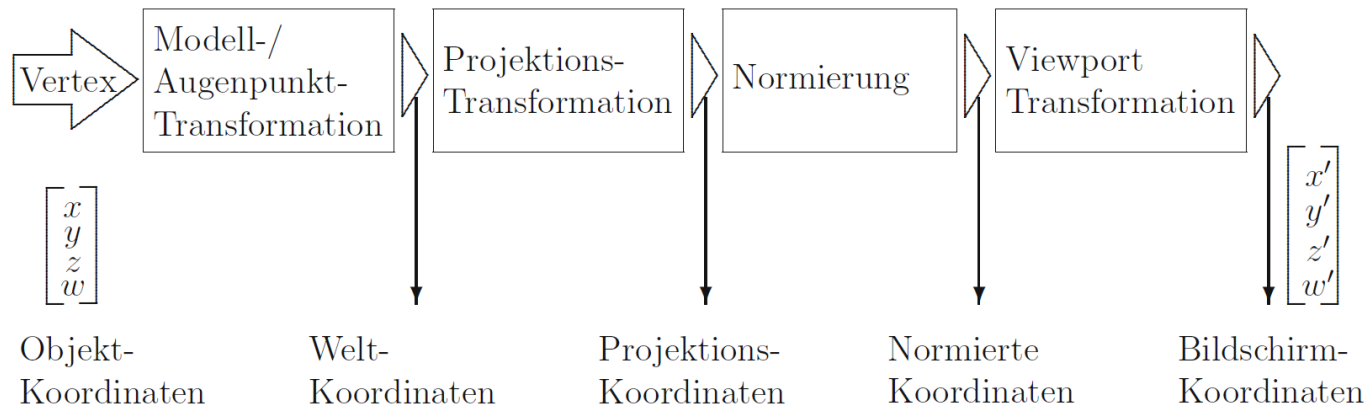 Vertex
Modell-/
Augenpunkt-
Transformation
Projektions-
Transformation
Normierung
Viewport
Transformation
x
y
z
w
x′
y′
z′
w′
Objekt-
Koordinaten
Welt-
Koordinaten
Projektions-
Koordinaten
Normierte
Koordinaten
Bildschirm-
Koordinaten